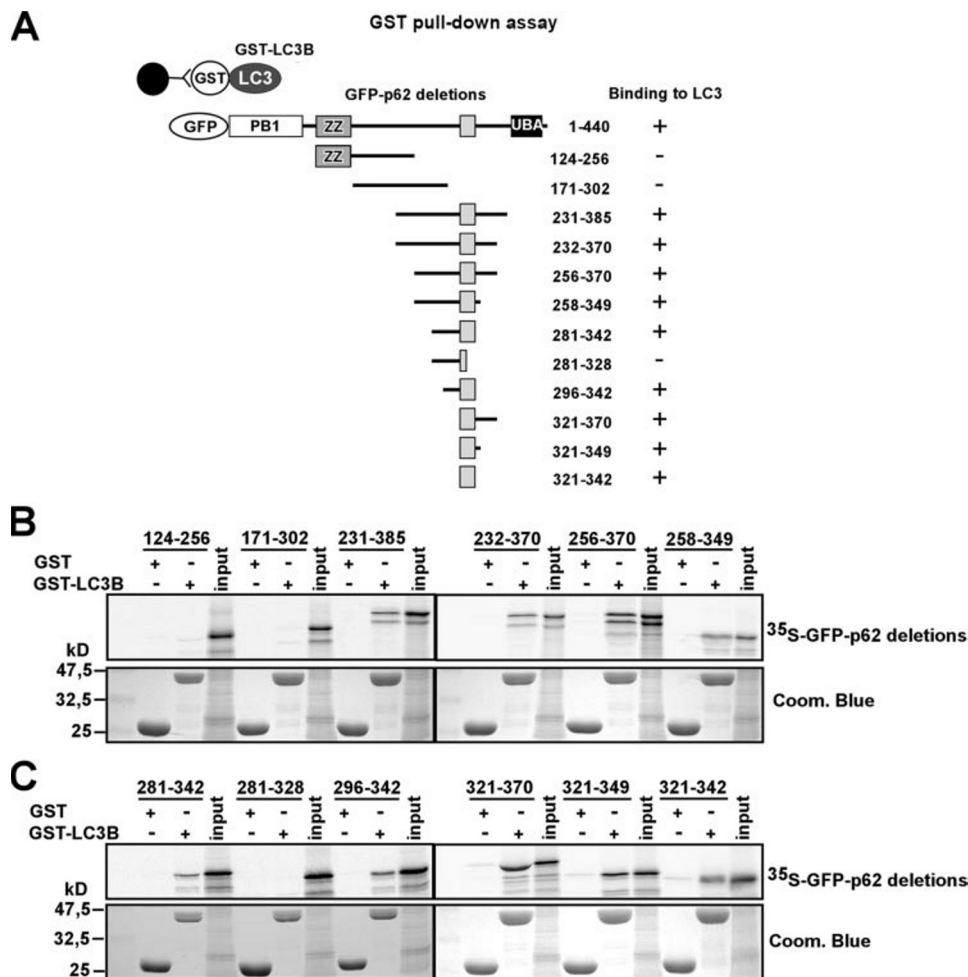 A
GST pull-down assay
GST-LC3B
GST LC3
GFP-p62 deletions Binding to LC3
GFP PB1 ZZ UBA 1-440 +
ZZ 124-256 -
171-302 -
231-385 +
232-370 +
256-370 +
258-349 +
281-342 +
281-328 -
296-342 +
321-370 +
321-349 +
321-342 +
B
124-256 171-302 231-385 232-370 256-370 258-349
GST + - input + - input + - input + - input + - input + - input
GST-LC3B - + - + - + - + - + - +
35S-GFP-p62 deletions
kD
47,5
32,5
25
Coom. Blue
C
281-342 281-328 296-342 321-370 321-349 321-342
GST + - input + - input + - input + - input + - input + - input
GST-LC3B - + - + - + - + - + - +
35S-GFP-p62 deletions
kD
47,5
32,5
25
Coom. Blue